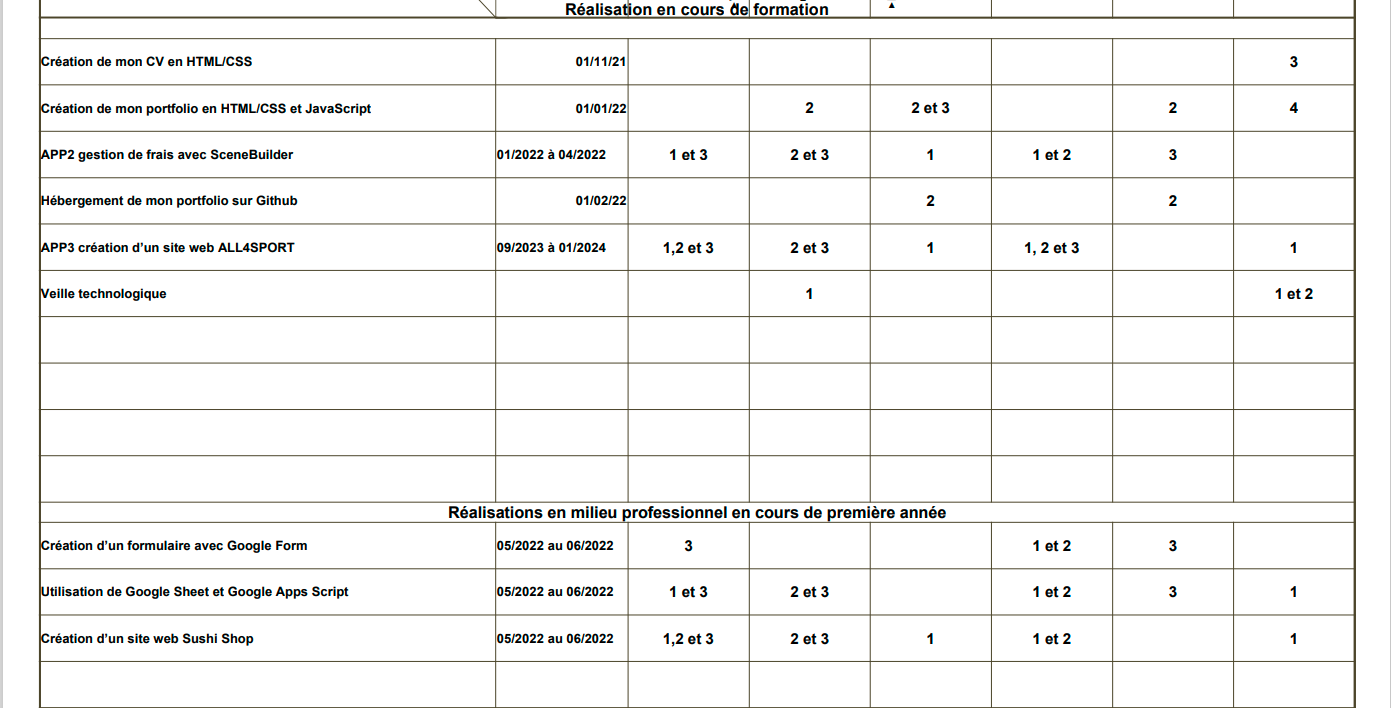 Réalisation en cours de formation
Création de mon CV en HTML/CSS 01/11/21 3
Création de mon portfolio en HTML/CSS et JavaScript 01/01/22 2 2 et 3 2 4
APP2 gestion de frais avec SceneBuilder 01/2022 à 04/2022 1 et 3 2 et 3 1 1 et 2 3
Hébergement de mon portfolio sur Github 01/02/22 2 2
APP3 création d'un site web ALL4SPORT 09/2023 à 01/2024 1,2 et 3 2 et 3 1 1, 2 et 3 1
Veille technologique 1 1 et 2
Réalisations en milieu professionnel en cours de première année
Création d'un formulaire avec Google Form 05/2022 au 06/2022 3 1 et 2 3
Utilisation de Google Sheet et Google Apps Script 05/2022 au 06/2022 1 et 3 2 et 3 1 et 2 3 1
Création d'un site web Sushi Shop 05/2022 au 06/2022 1,2 et 3 2 et 3 1 1 et 2 1